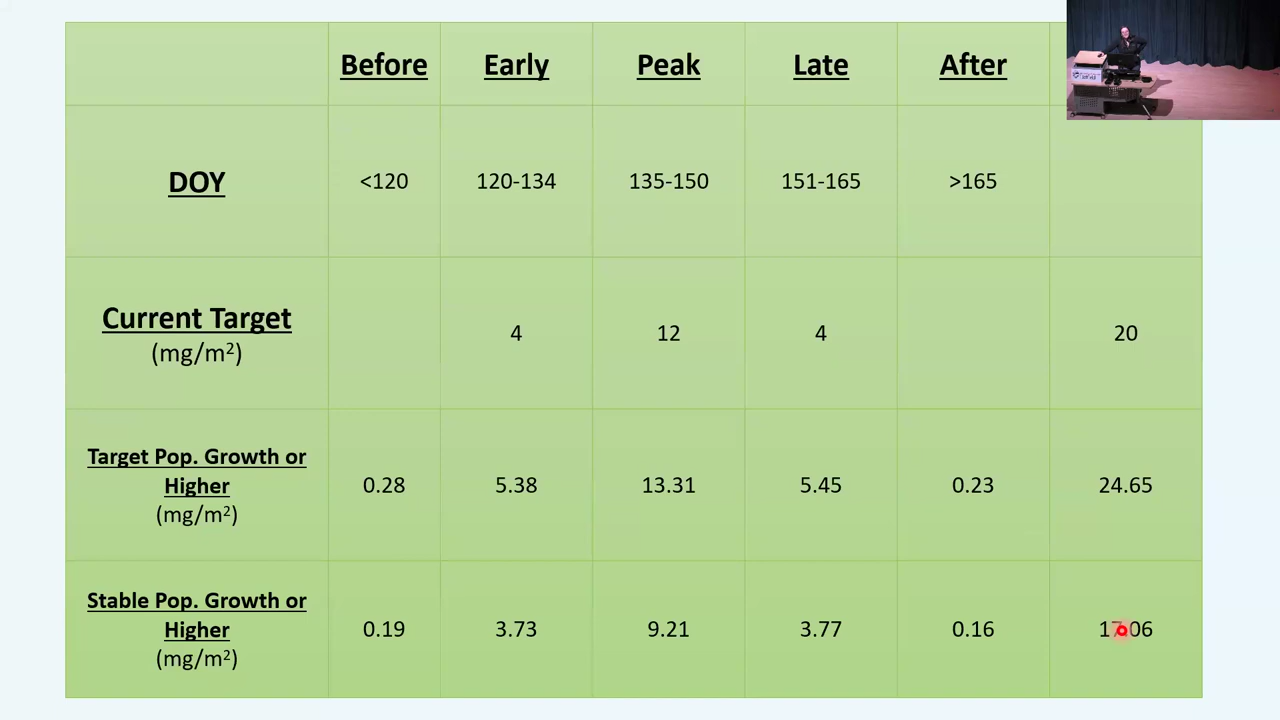 Before Early Peak Late After
DOY <120 120-134 135-150 151-165 >165
Current Target
(mg/m²) 4 12 4 20
Target Pop. Growth or
Higher
(mg/m²) 0.28 5.38 13.31 5.45 0.23 24.65
Stable Pop. Growth or
Higher
(mg/m²) 0.19 3.73 9.21 3.77 0.16 17.06